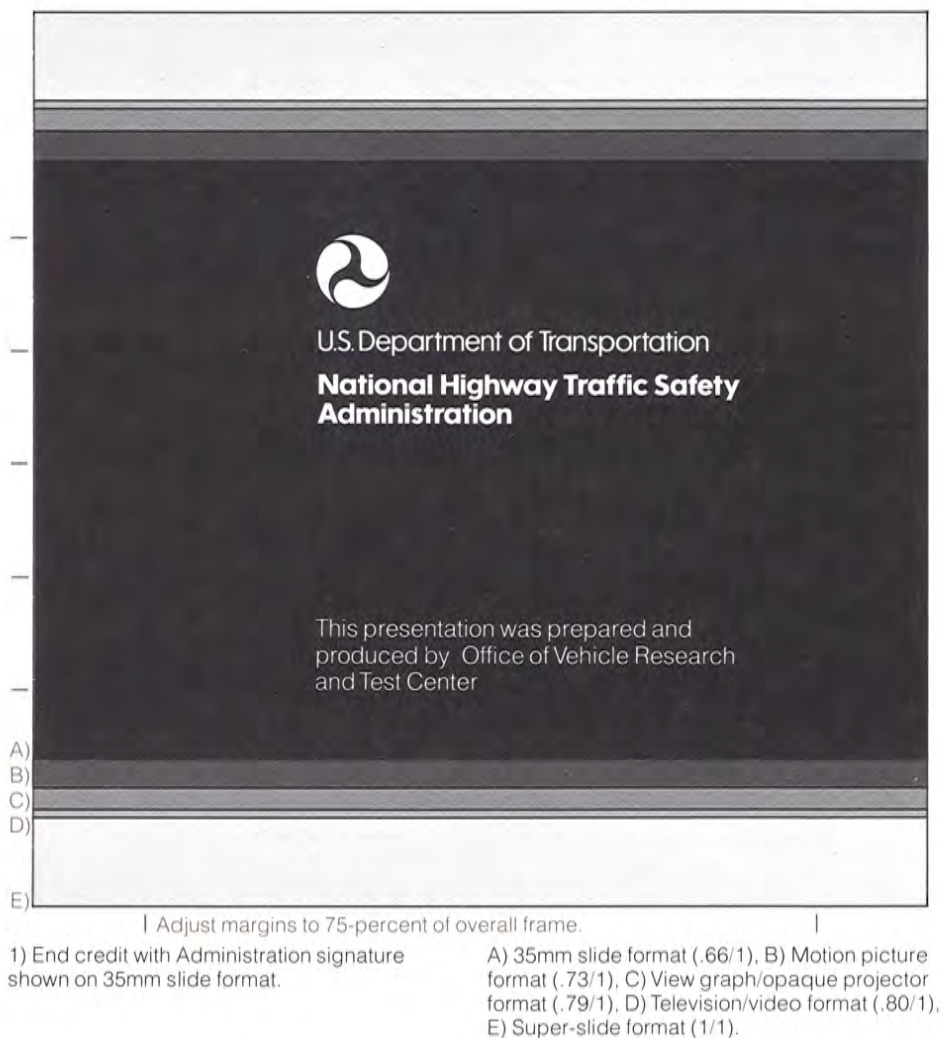 U.S. Department of Transportation
National Highway Traffic Safety
Administration
This presentation was prepared and
produced by Office of Vehicle Research
and Test Center
A)
B)
C)
D)
E)
Adjust margins to 75-percent of overall frame.
1) End credit with Administration signature
shown on 35mm slide format.
A) 35mm slide format (.66/1), B) Motion picture
format (.73/1), C) View graph/opaque projector
format (.79/1), D) Television/video format (.80/1),
E) Super-slide format (1/1).